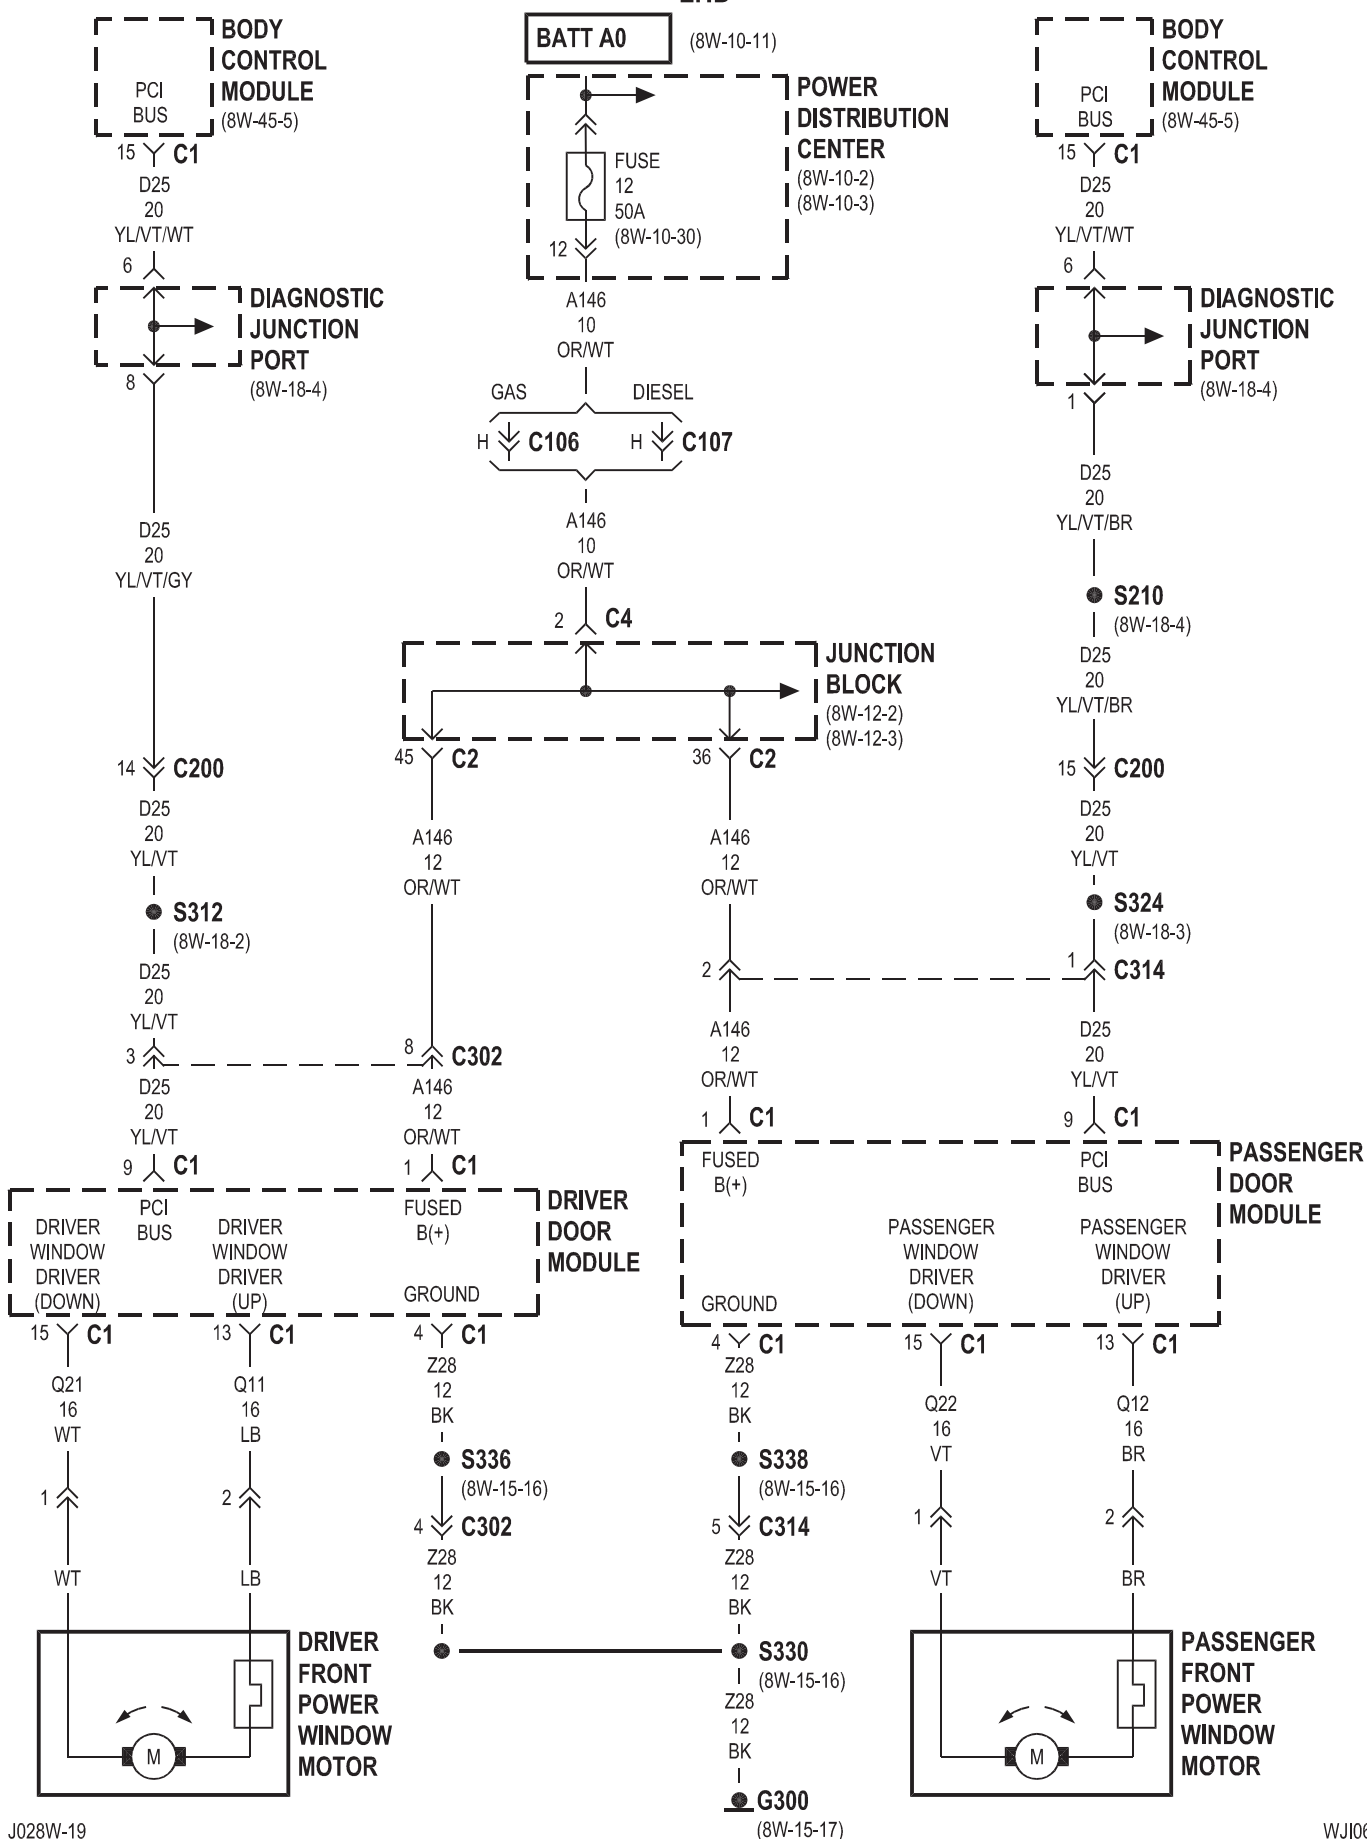 BATT A0
(8W-10-11)
BODY
CONTROL
MODULE
(8W-45-5)
PCI
BUS
15
C1
D25
20
YL/VT/WT
6
DIAGNOSTIC
JUNCTION
PORT
(8W-18-4)
8
D25
20
YL/VT/GY
14
C200
D25
20
YL/VT
S312
(8W-18-2)
D25
20
YL/VT
3
D25
20
YL/VT
9
C1
POWER
DISTRIBUTION
CENTER
(8W-10-2)
(8W-10-3)
FUSE
12
50A
(8W-10-30)
12
A146
10
OR/WT
GAS
DIESEL
H
C106
H
C107
A146
10
OR/WT
2
C4
JUNCTION
BLOCK
(8W-12-2)
(8W-12-3)
45
C2
36
C2
A146
12
OR/WT
8
C302
A146
12
OR/WT
1
C1
A146
12
OR/WT
2
A146
12
OR/WT
1
C1
BODY
CONTROL
MODULE
(8W-45-5)
PCI
BUS
15
C1
D25
20
YL/VT/WT
6
DIAGNOSTIC
JUNCTION
PORT
(8W-18-4)
1
D25
20
YL/VT/BR
S210
(8W-18-4)
D25
20
YL/VT/BR
15
C200
D25
20
YL/VT
S324
(8W-18-3)
1
C314
D25
20
YL/VT
9
C1
DRIVER
DOOR
MODULE
PCI
BUS
FUSED
B(+)
DRIVER
WINDOW
DRIVER
(DOWN)
DRIVER
WINDOW
DRIVER
(UP)
GROUND
15
C1
13
C1
4
C1
Q21
16
WT
1
WT
Q11
16
LB
2
LB
Z28
12
BK
S336
(8W-15-16)
4
C302
Z28
12
BK
DRIVER
FRONT
POWER
WINDOW
MOTOR
M
PASSENGER
DOOR
MODULE
FUSED
B(+)
PCI
BUS
PASSENGER
WINDOW
DRIVER
(DOWN)
PASSENGER
WINDOW
DRIVER
(UP)
GROUND
4
C1
15
C1
13
C1
Z28
12
BK
S338
(8W-15-16)
5
C314
Z28
12
BK
S330
(8W-15-16)
Z28
12
BK
G300
(8W-15-17)
Q22
16
VT
1
VT
Q12
16
BR
2
BR
PASSENGER
FRONT
POWER
WINDOW
MOTOR
M
J028W-19